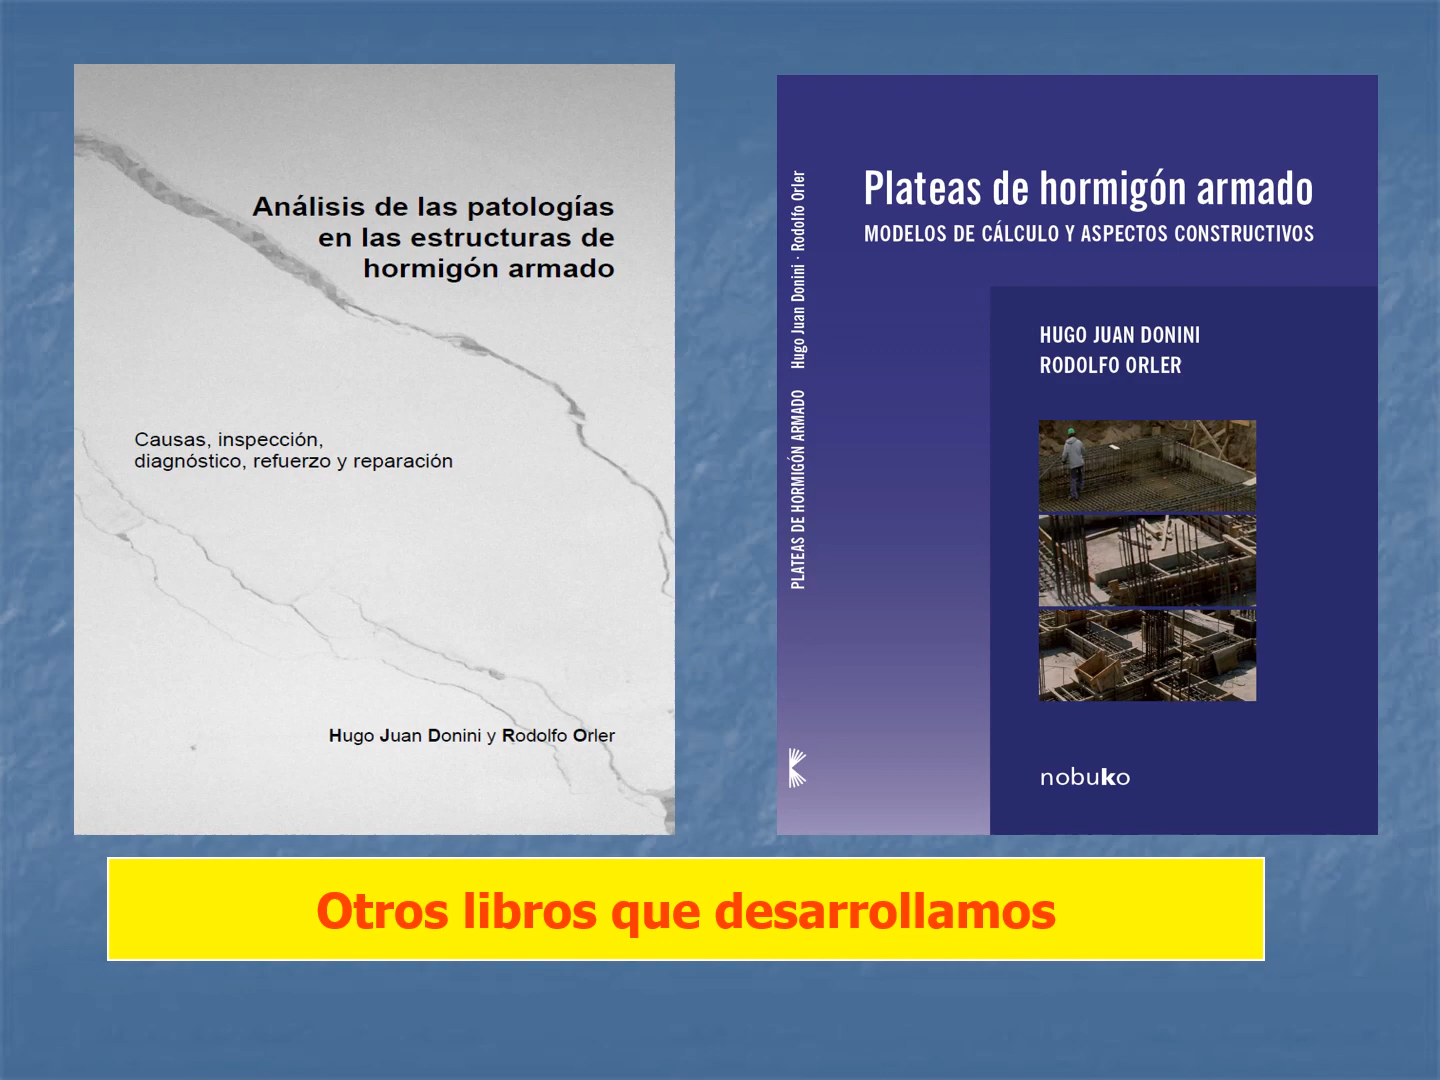 Análisis de las patologías
en las estructuras de
hormigón armado
Causas, inspección,
diagnóstico, refuerzo y reparación
Hugo Juan Donini y Rodolfo Orler
PLATEAS DE HORMIGÓN ARMADO Hugo Juan Donini · Rodolfo Orler
Plateas de hormigón armado
MODELOS DE CÁLCULO Y ASPECTOS CONSTRUCTIVOS
HUGO JUAN DONINI
RODOLFO ORLER
nobuko
Otros libros que desarrollamos